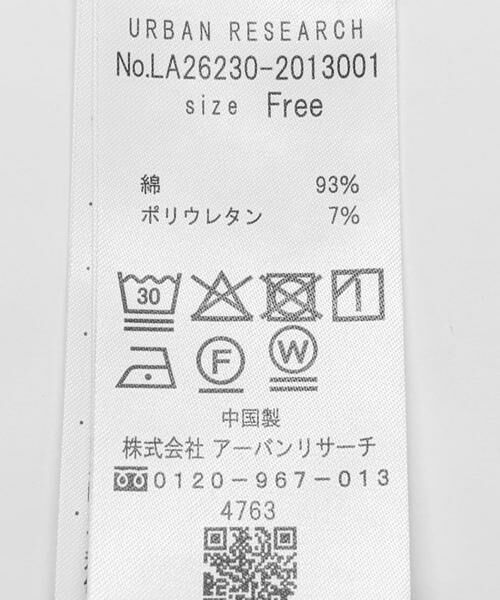 URBAN RESEARCH
No.LA26230-2013001
size Free
綿 93%
ポリウレタン 7%
30
F W
中国製
株式会社 アーバンリサーチ
0120-967-013
4763